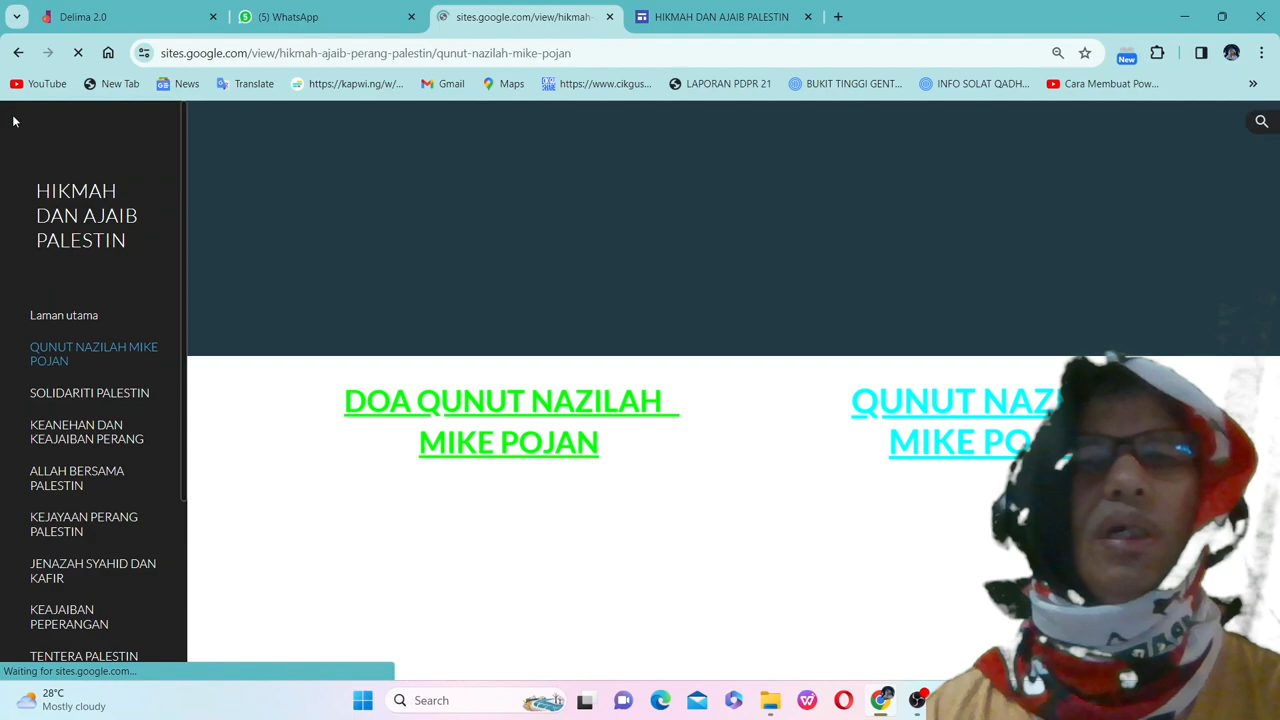 Delima 2.0
(5) WhatsApp
sites.google.com/view/hikmah-
HIKMAH DAN AJAIB PALESTIN
sites.google.com/view/hikmah-ajaib-perang-palestin/qunut-nazilah-mike-pojan
New
YouTube
New Tab
News
Translate
https://kapwi.ng/w/...
Gmail
Maps
https://www.cikgus...
LAPORAN PDPR 21
BUKIT TINGGI GENT...
INFO SOLAT QADH...
Cara Membuat Pow...
HIKMAH
DAN AJAIB
PALESTIN
Laman utama
QUNUT NAZILAH MIKE
POJAN
SOLIDARITI PALESTIN
KEANEHAN DAN
KEAJAIBAN PERANG
ALLAH BERSAMA
PALESTIN
KEJAYAAN PERANG
PALESTIN
JENAZAH SYAHID DAN
KAFIR
KEAJAIBAN
PEPERANGAN
TENTERA PALESTIN
DOA QUNUT NAZILAH
MIKE POJAN
QUNUT NAZ
MIKE PO
Waiting for sites.google.com...
28°C
Mostly cloudy
Search